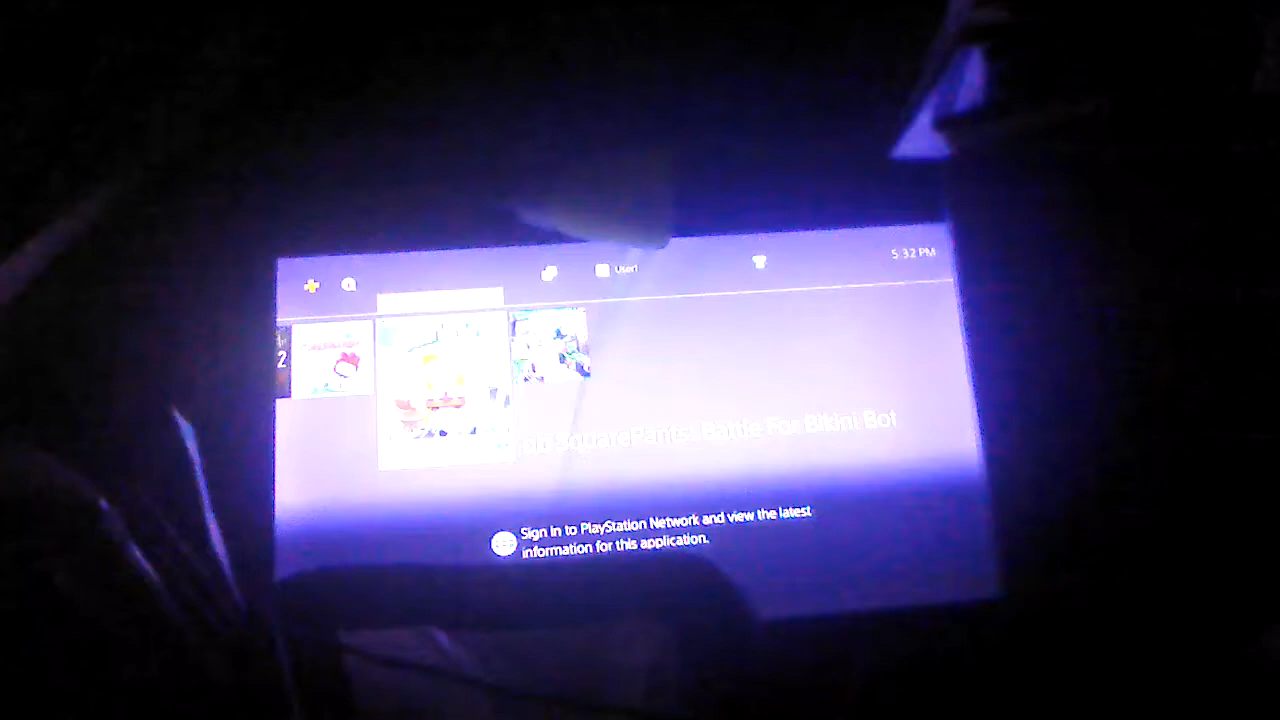 User1
5:32 PM
2
SquarePants: Battle For Bikini Bot
Sign in to PlayStation Network and view the latest
information for this application.